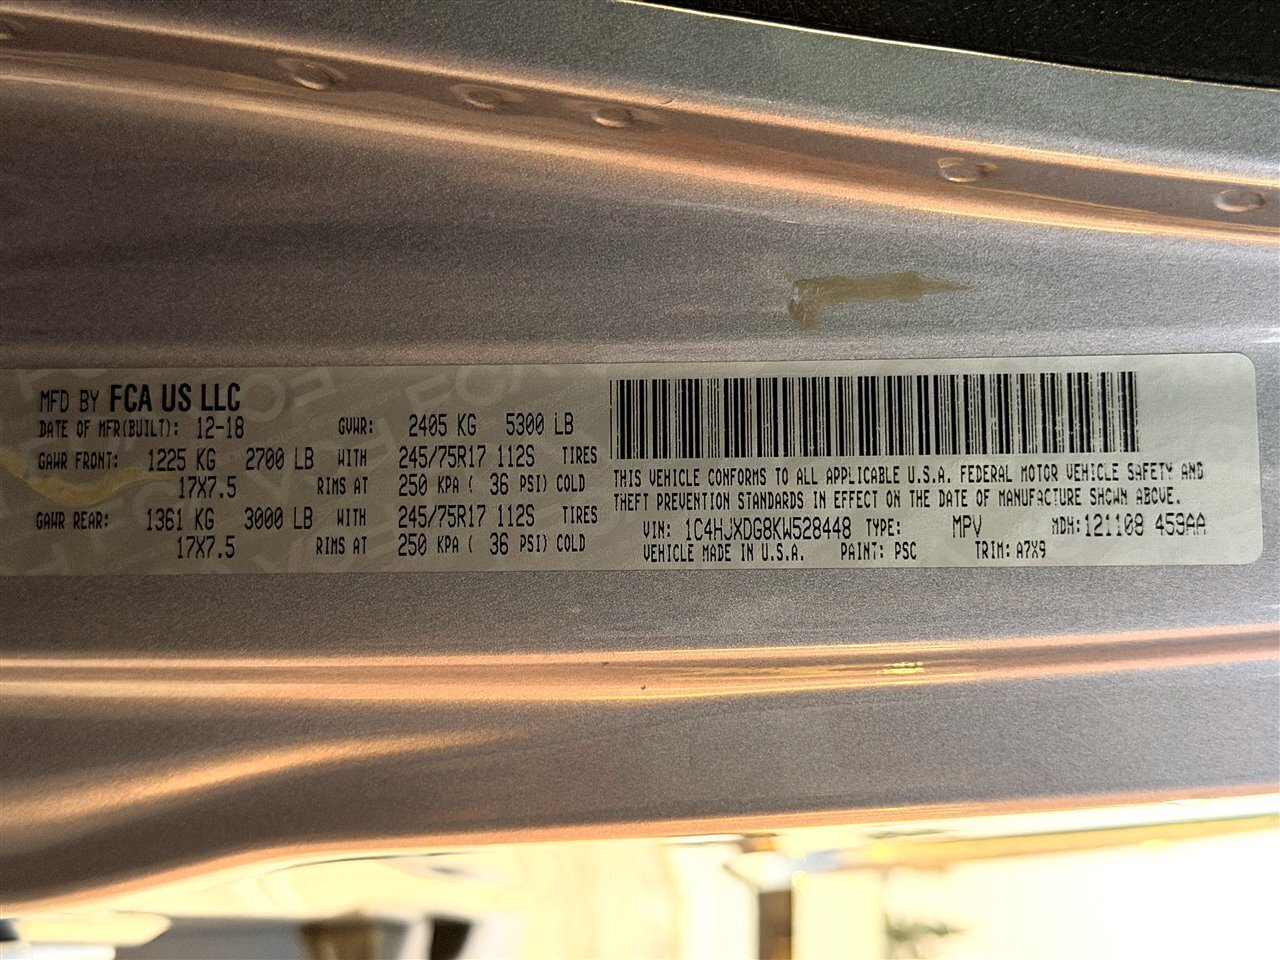 MFD BY FCA US LLC
DATE OF MFR(BUILT): 12-18 GVWR: 2405 KG 5300 LB
GAWR FRONT: 1225 KG 2700 LB WITH 245/75R17 112S TIRES
17X7.5 RIMS AT 250 KPA ( 36 PSI) COLD
GAWR REAR: 1361 KG 3000 LB WITH 245/75R17 112S TIRES
17X7.5 RIMS AT 250 KPA ( 36 PSI) COLD
THIS VEHICLE CONFORMS TO ALL APPLICABLE U.S.A. FEDERAL MOTOR VEHICLE SAFETY AND
THEFT PREVENTION STANDARDS IN EFFECT ON THE DATE OF MANUFACTURE SHOWN ABOVE.
VIN: 1C4HJXDG8KW528448 TYPE: MPV MDH:121108 459AA
VEHICLE MADE IN U.S.A. PAINT: PSC TRIM: A7X9